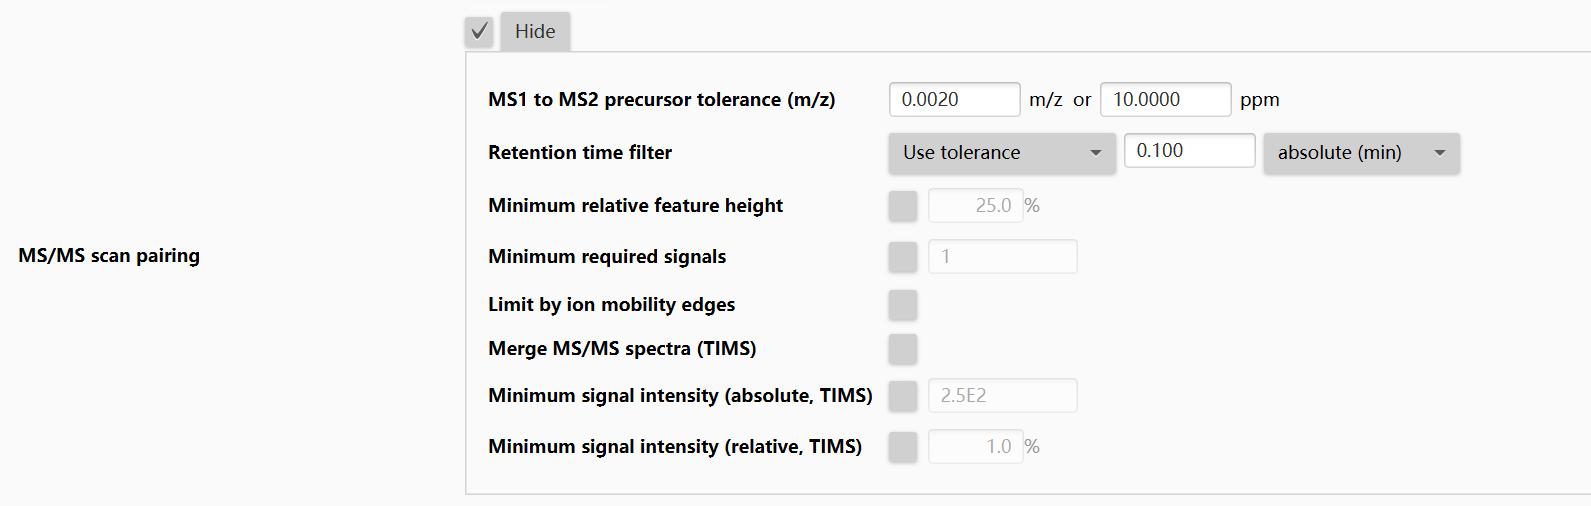 Hide
MS1 to MS2 precursor tolerance (m/z) 0.0020 m/z or 10.0000 ppm
Retention time filter Use tolerance 0.100 absolute (min)
Minimum relative feature height 25.0 %
MS/MS scan pairing
Minimum required signals 1
Limit by ion mobility edges
Merge MS/MS spectra (TIMS)
Minimum signal intensity (absolute, TIMS) 2.5E2
Minimum signal intensity (relative, TIMS) 1.0 %